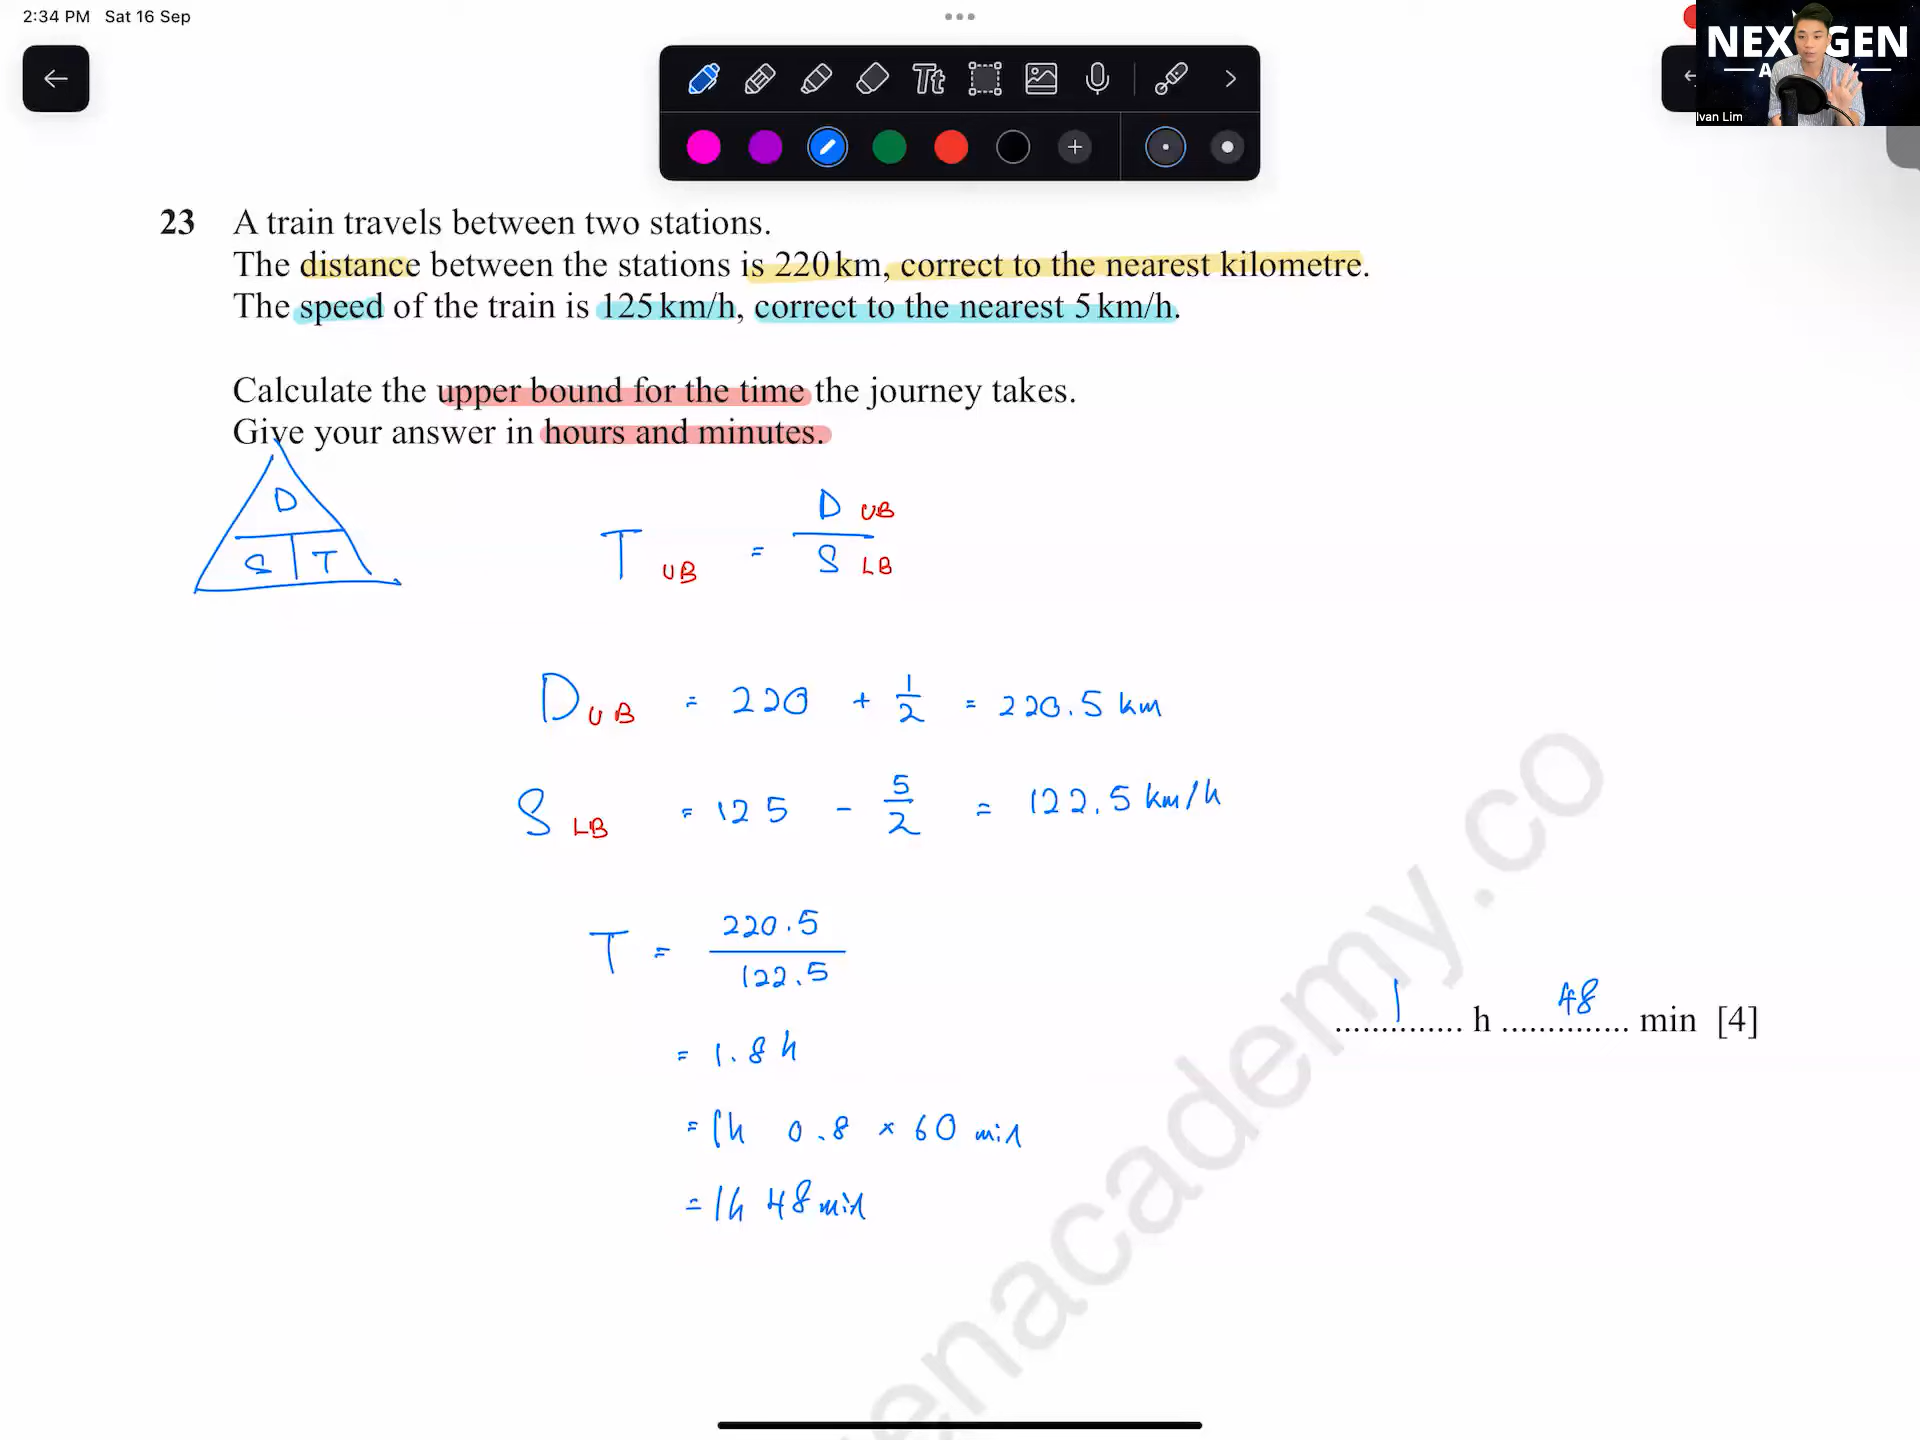 2:34 PM Sat 16 Sep
Tt
NEXTGEN
Ivan Lim
23 A train travels between two stations.
The distance between the stations is 220 km, correct to the nearest kilometre.
The speed of the train is 125 km/h, correct to the nearest 5 km/h.
Calculate the upper bound for the time the journey takes.
Give your answer in hours and minutes.
D
S T
T UB = D UB / S LB
D UB = 220 + 1/2 = 220.5 km
S LB = 125 - 5/2 = 122.5 km/h
T = 220.5 / 122.5
= 1.8 h
= 1h 0.8 × 60 min
= 1h 48 min
1 h 48 min [4]
enacademy.co